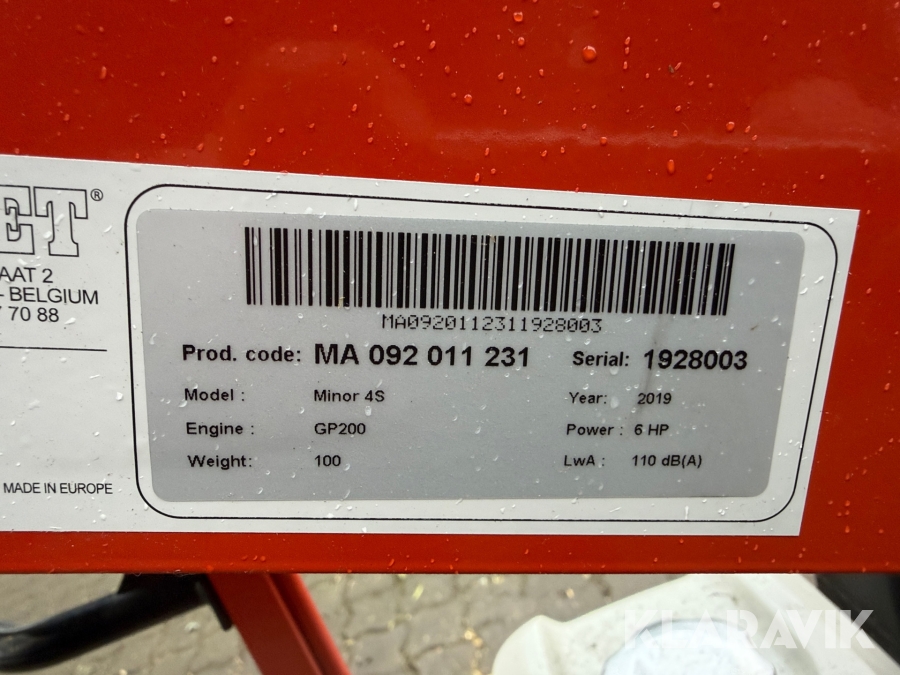 ET®
AAT 2
- BELGIUM
7 70 88
MADE IN EUROPE
MA0920112311928003
Prod. code: MA 092 011 231 Serial: 1928003
Model : Minor 4S Year: 2019
Engine : GP200 Power : 6 HP
Weight: 100 LwA : 110 dB(A)
KLARAVIK